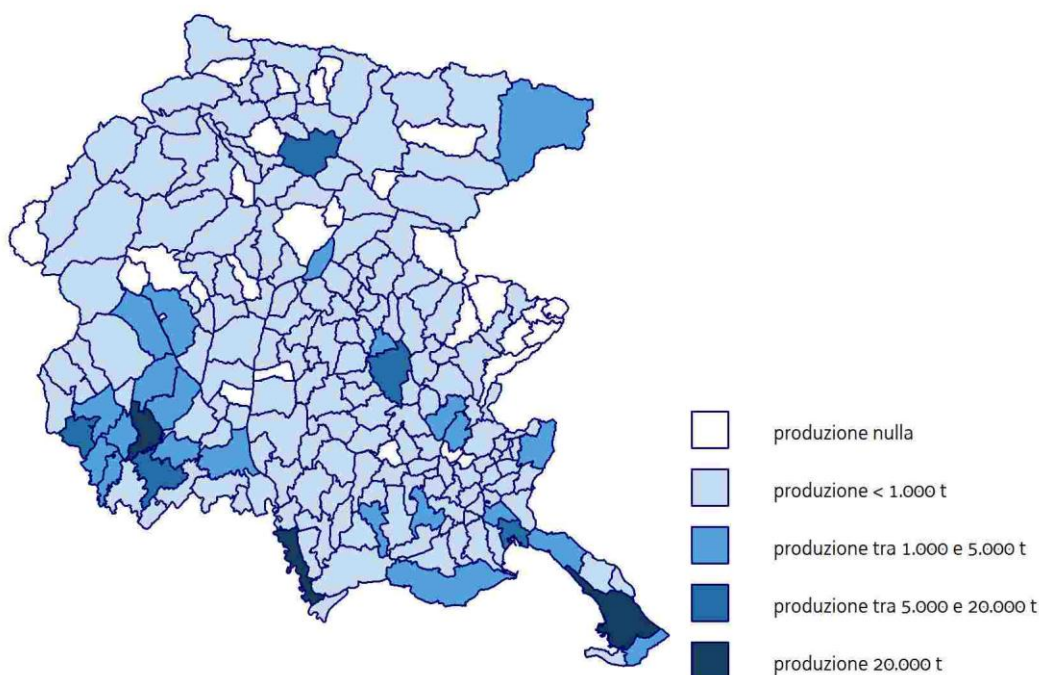 produzione nulla
produzione < 1.000 t
produzione tra 1.000 e 5.000 t
produzione tra 5.000 e 20.000 t
produzione 20.000 t